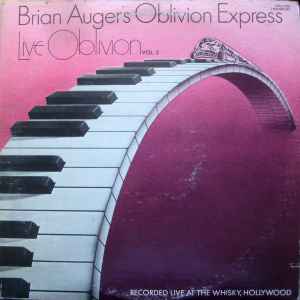 Brian Auger's Oblivion Express
Live Oblivion VOL. 2
RECORDED LIVE AT THE WHISKY, HOLLYWOOD